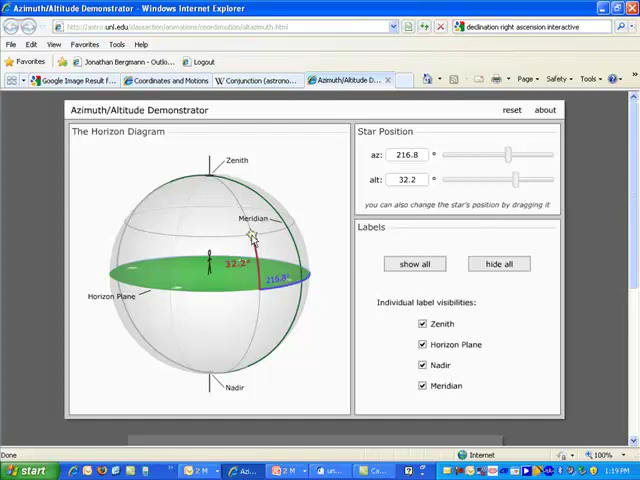 Azimuth/Altitude Demonstrator - Windows Internet Explorer
http://astro.unl.edu/classaction/animations/coordsmotion/altazimuth.html
declination right ascension interactive
File Edit View Favorites Tools Help
Favorites Jonathan Bergmann - Outlo... Logout
Google Image Result f... Coordinates and Motions Conjunction (astrono... Azimuth/Altitude D...
Page Safety Tools
Azimuth/Altitude Demonstrator reset about
The Horizon Diagram
Zenith
Meridian
32.2°
216.8°
Horizon Plane
Nadir
Star Position
az: 216.8 °
alt: 32.2 °
you can also change the star's position by dragging it
Labels
show all hide all
Individual label visibilities:
Zenith
Horizon Plane
Nadir
Meridian
Done Internet 100%
start 2 M Azi... 2 M un... Ca... 1:19 PM